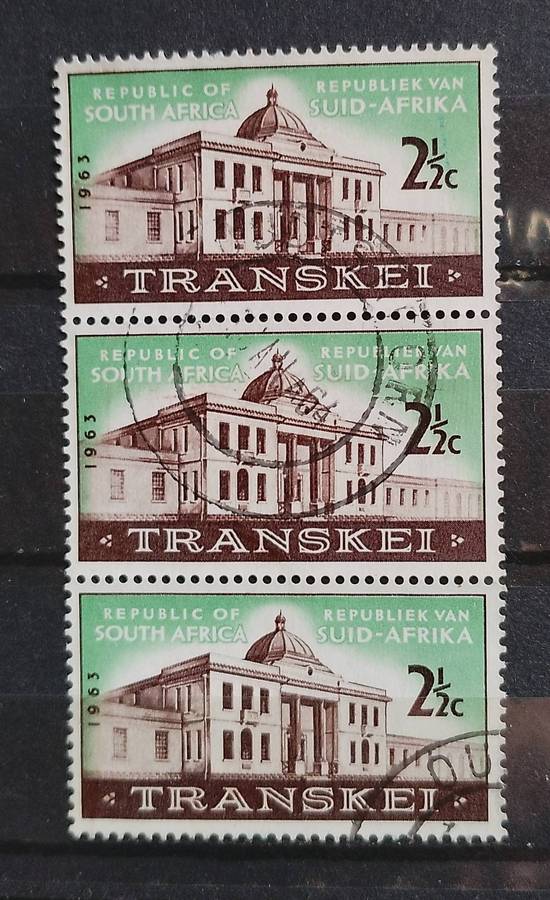 REPUBLIC OF REPUBLIEK VAN
SOUTH AFRICA SUID-AFRIKA
1963
2½c
TRANSKEI
REPUBLIC OF REPUBLIEK VAN
SOUTH AFRICA SUID-AFRIKA
1963
2½c
TRANSKEI
REPUBLIC OF REPUBLIEK VAN
SOUTH AFRICA SUID-AFRIKA
1963
2½c
TRANSKEI
OU